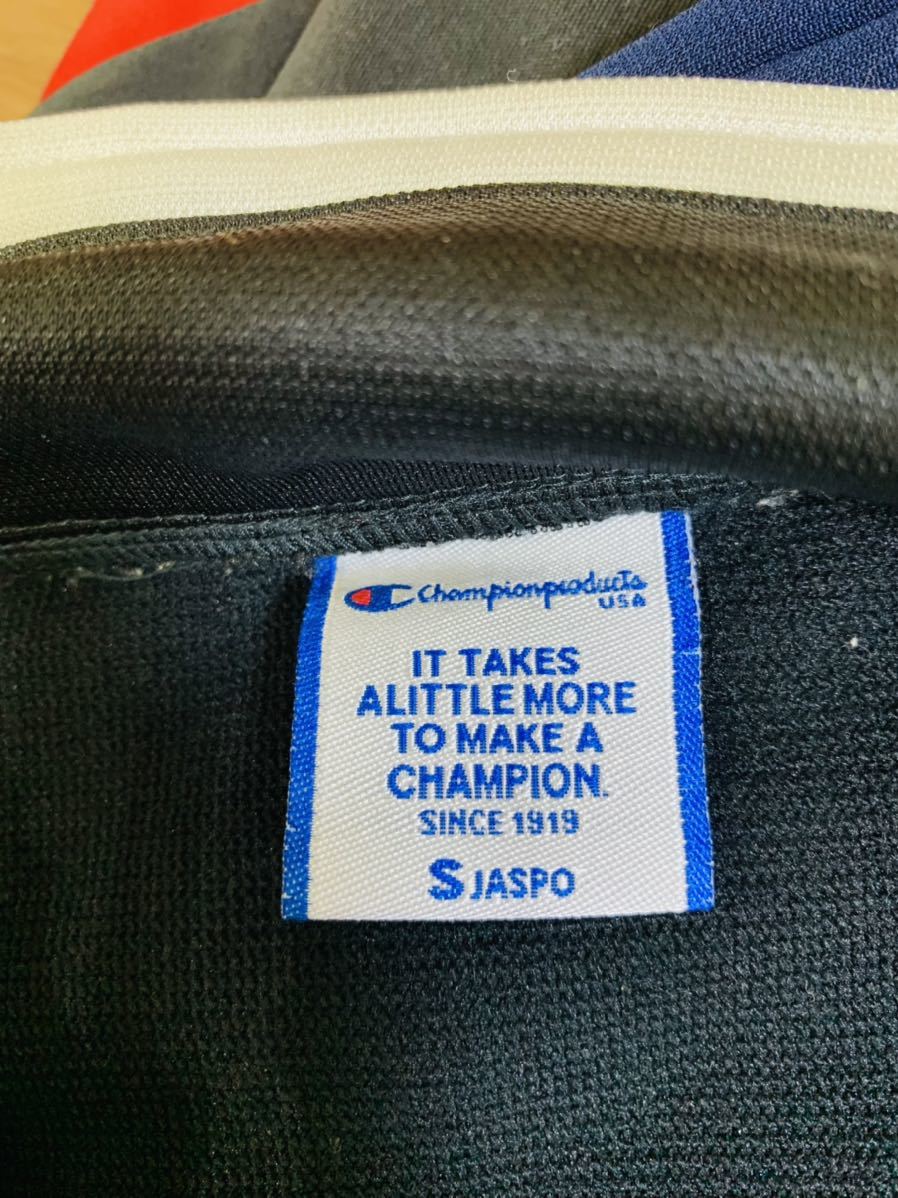 Championproducts
USA
IT TAKES
ALITTLE MORE
TO MAKE A
CHAMPION.
SINCE 1919
S JASPO